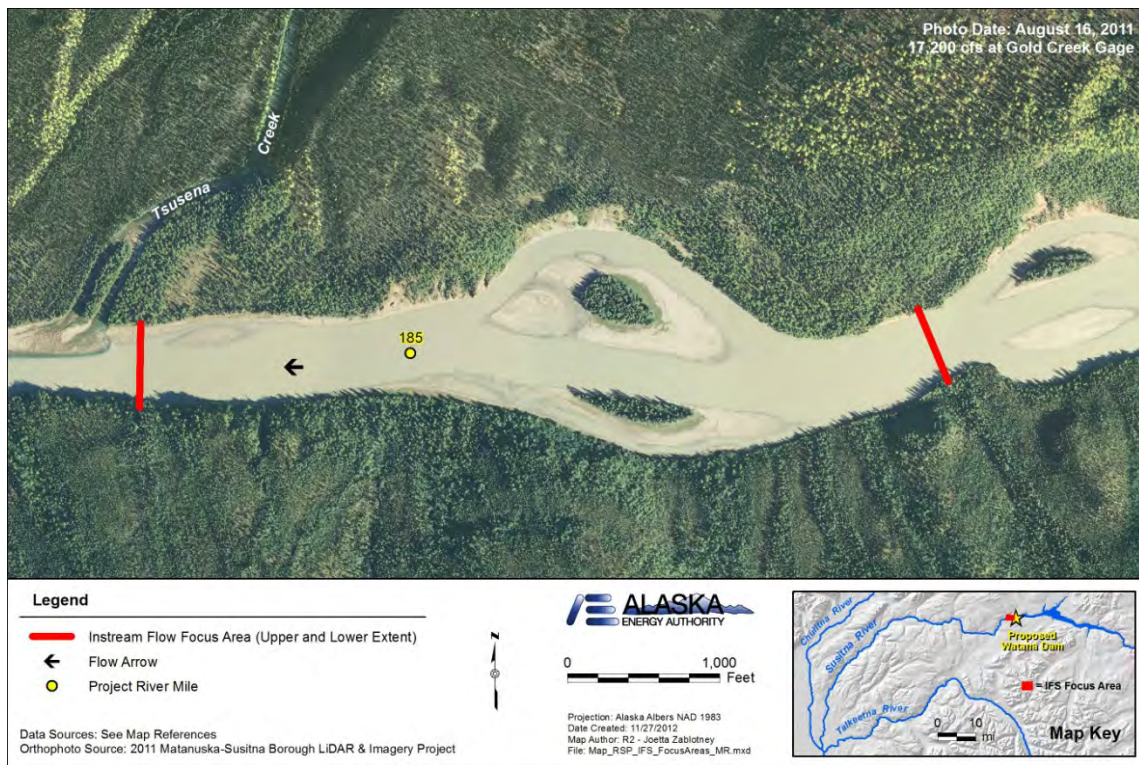 Photo Date: August 16, 2011
17,200 cfs at Gold Creek Gage
Tsusena Creek
185
Legend
Instream Flow Focus Area (Upper and Lower Extent)
Flow Arrow
Project River Mile
Data Sources: See Map References
Orthophoto Source: 2011 Matanuska-Susitna Borough LiDAR & Imagery Project
N
ALASKA
ENERGY AUTHORITY
0 1,000
Feet
Projection: Alaska Albers NAD 1983
Date Created: 11/27/2012
Map Author: R2 - Joetta Zablotney
File: Map_RSP_IFS_FocusAreas_MR.mxd
Chulitna River
Susitna River
Talkeetna River
Proposed
Watana Dam
= IFS Focus Area
0 10
mi
Map Key